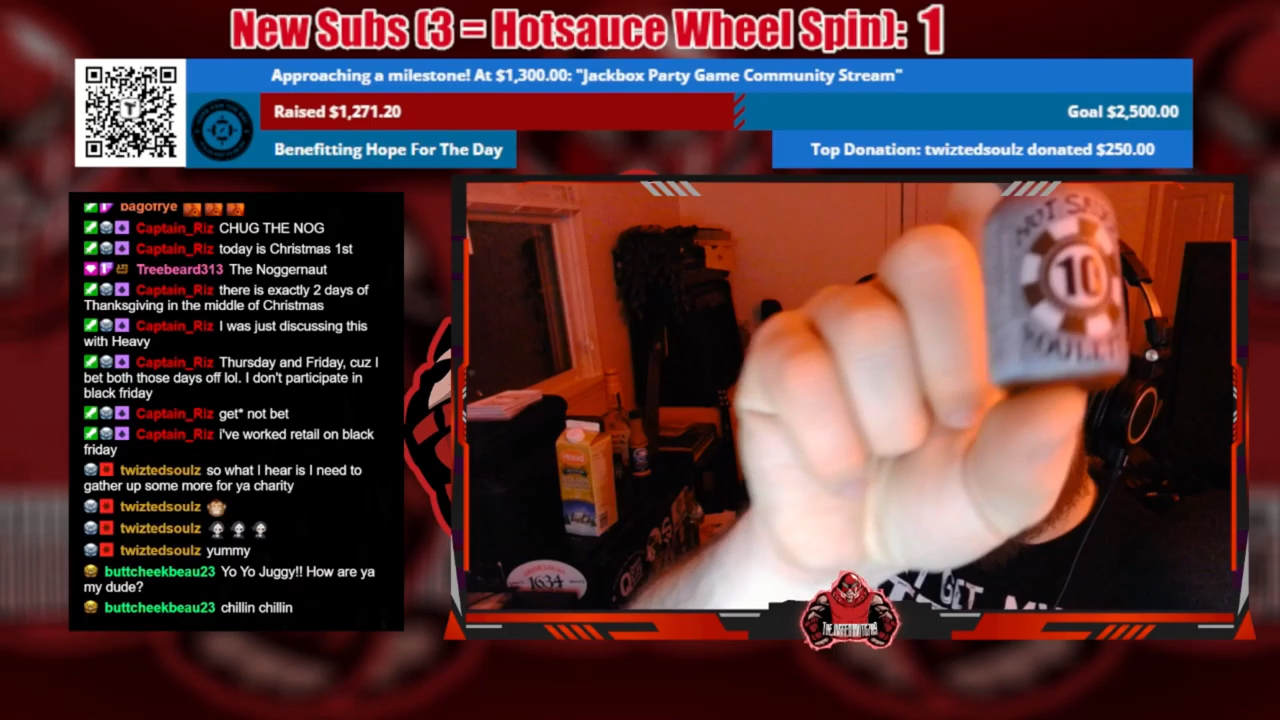 New Subs (3 = Hotsauce Wheel Spin): 1
Approaching a milestone! At $1,300.00: "Jackbox Party Game Community Stream"
Raised $1,271.20
Goal $2,500.00
Benefitting Hope For The Day
Top Donation: twiztedsoulz donated $250.00
bagofrye
Captain_Riz CHUG THE NOG
Captain_Riz today is Christmas 1st
Treebeard313 The Noggernaut
Captain_Riz there is exactly 2 days of
Thanksgiving in the middle of Christmas
Captain_Riz I was just discussing this
with Heavy
Captain_Riz Thursday and Friday, cuz I
bet both those days off lol. I don't participate in
black friday
Captain_Riz get* not bet
Captain_Riz i've worked retail on black
friday
twiztedsoulz so what I hear is I need to
gather up some more for ya charity
twiztedsoulz
twiztedsoulz
twiztedsoulz yummy
buttcheekbeau23 Yo Yo Juggy!! How are ya
my dude?
buttcheekbeau23 chillin chillin
10
ROULETTE
Hood
1634
GET MY